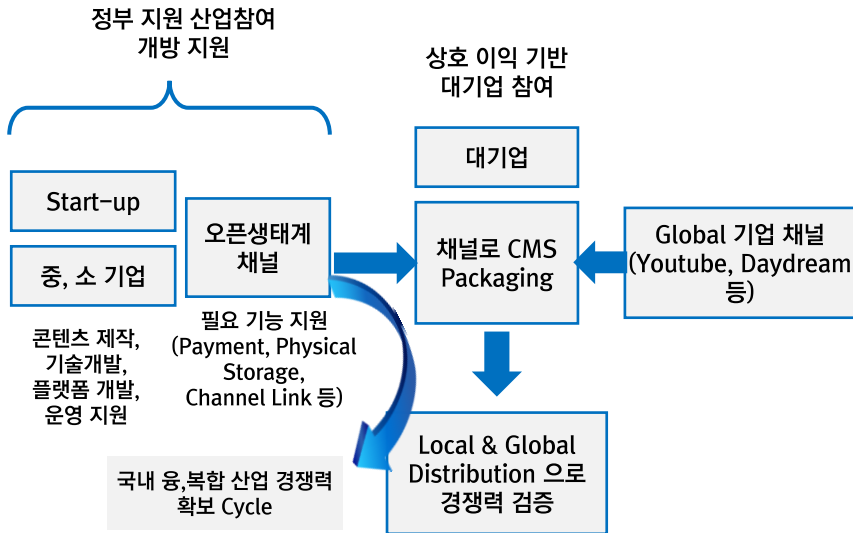 정부 지원 산업참여
개방 지원
상호 이익 기반
대기업 참여
대기업
Start-up
중, 소 기업
오픈생태계
채널
채널로 CMS
Packaging
Global 기업 채널
(Youtube, Daydream
등)
콘텐츠 제작,
기술개발,
플랫폼 개발,
운영 지원
필요 기능 지원
(Payment, Physical
Storage,
Channel Link 등)
국내 융,복합 산업 경쟁력
확보 Cycle
Local & Global
Distribution 으로
경쟁력 검증